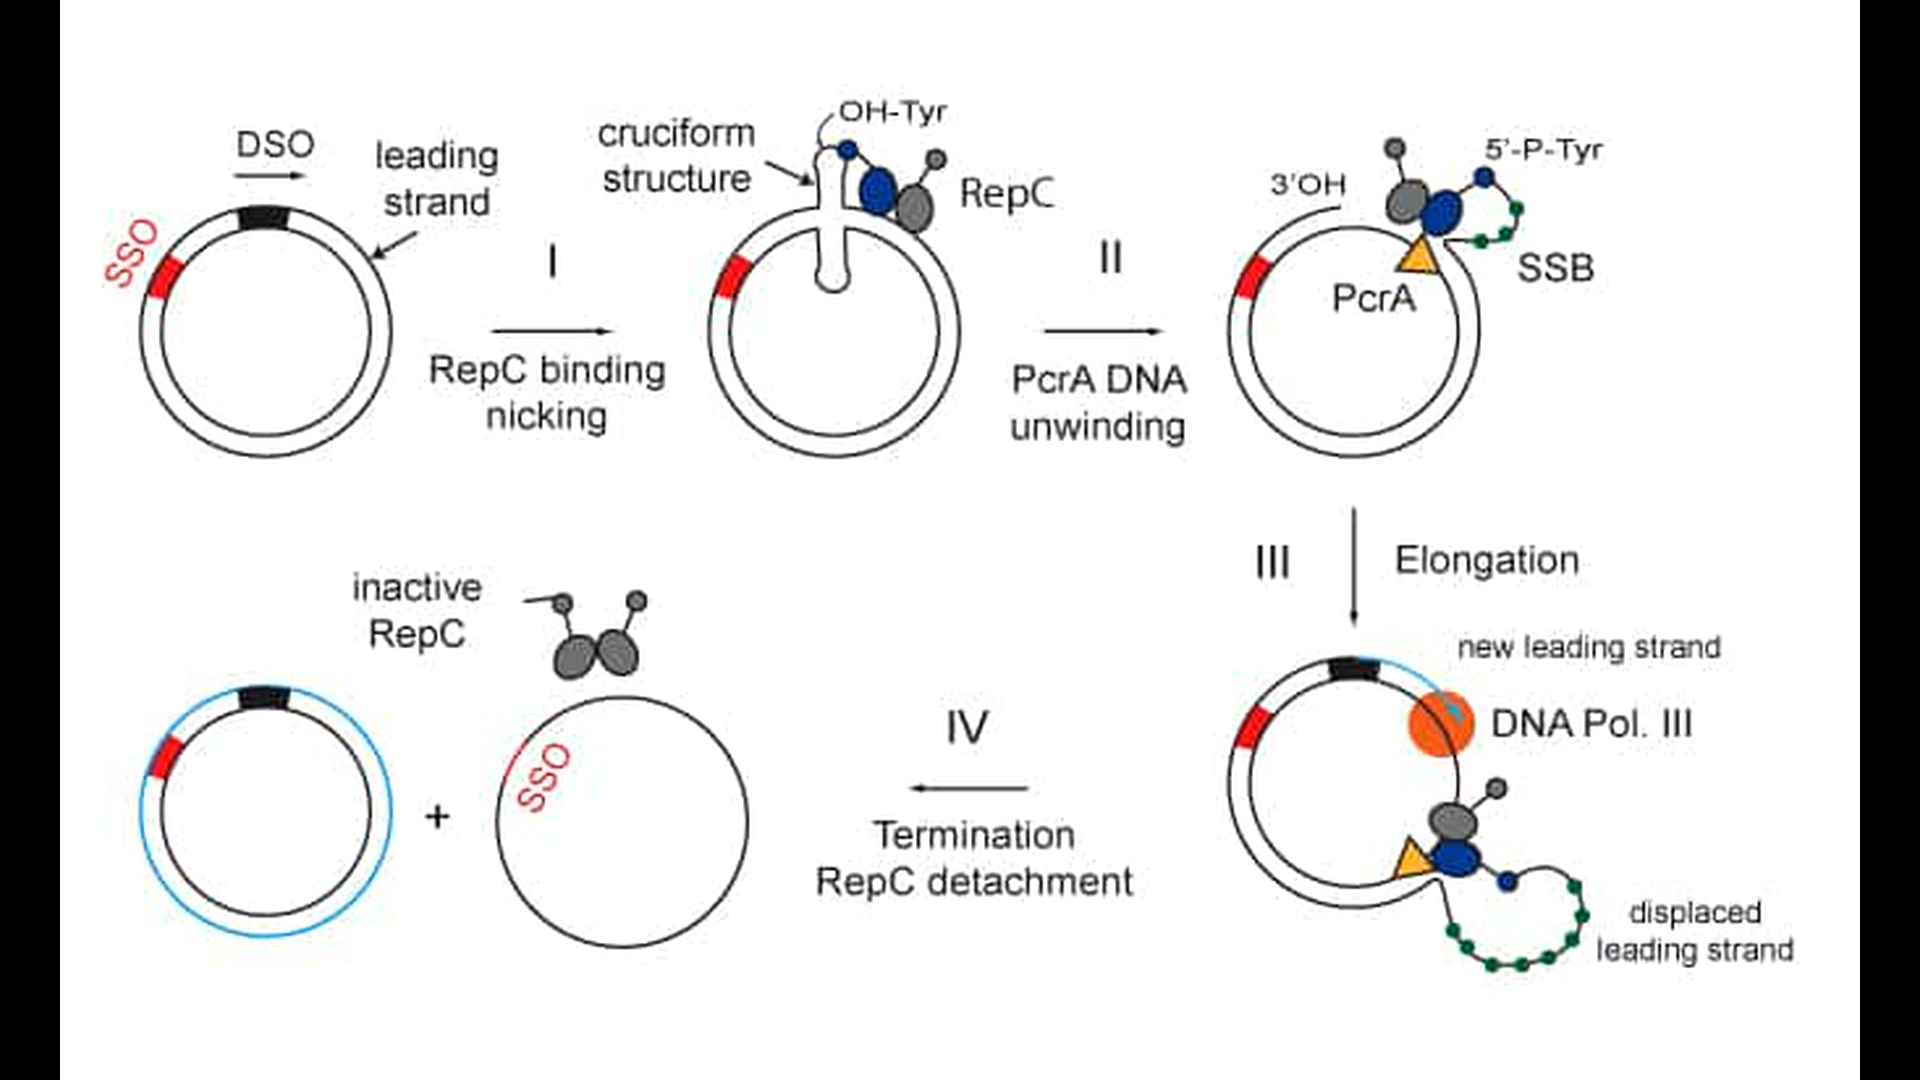 DSO
leading
strand
SSO
I
RepC binding
nicking
cruciform
structure
OH-Tyr
RepC
II
PcrA DNA
unwinding
3'OH
5'-P-Tyr
SSB
PcrA
III
Elongation
new leading strand
DNA Pol. III
displaced
leading strand
IV
Termination
RepC detachment
inactive
RepC
SSO
+